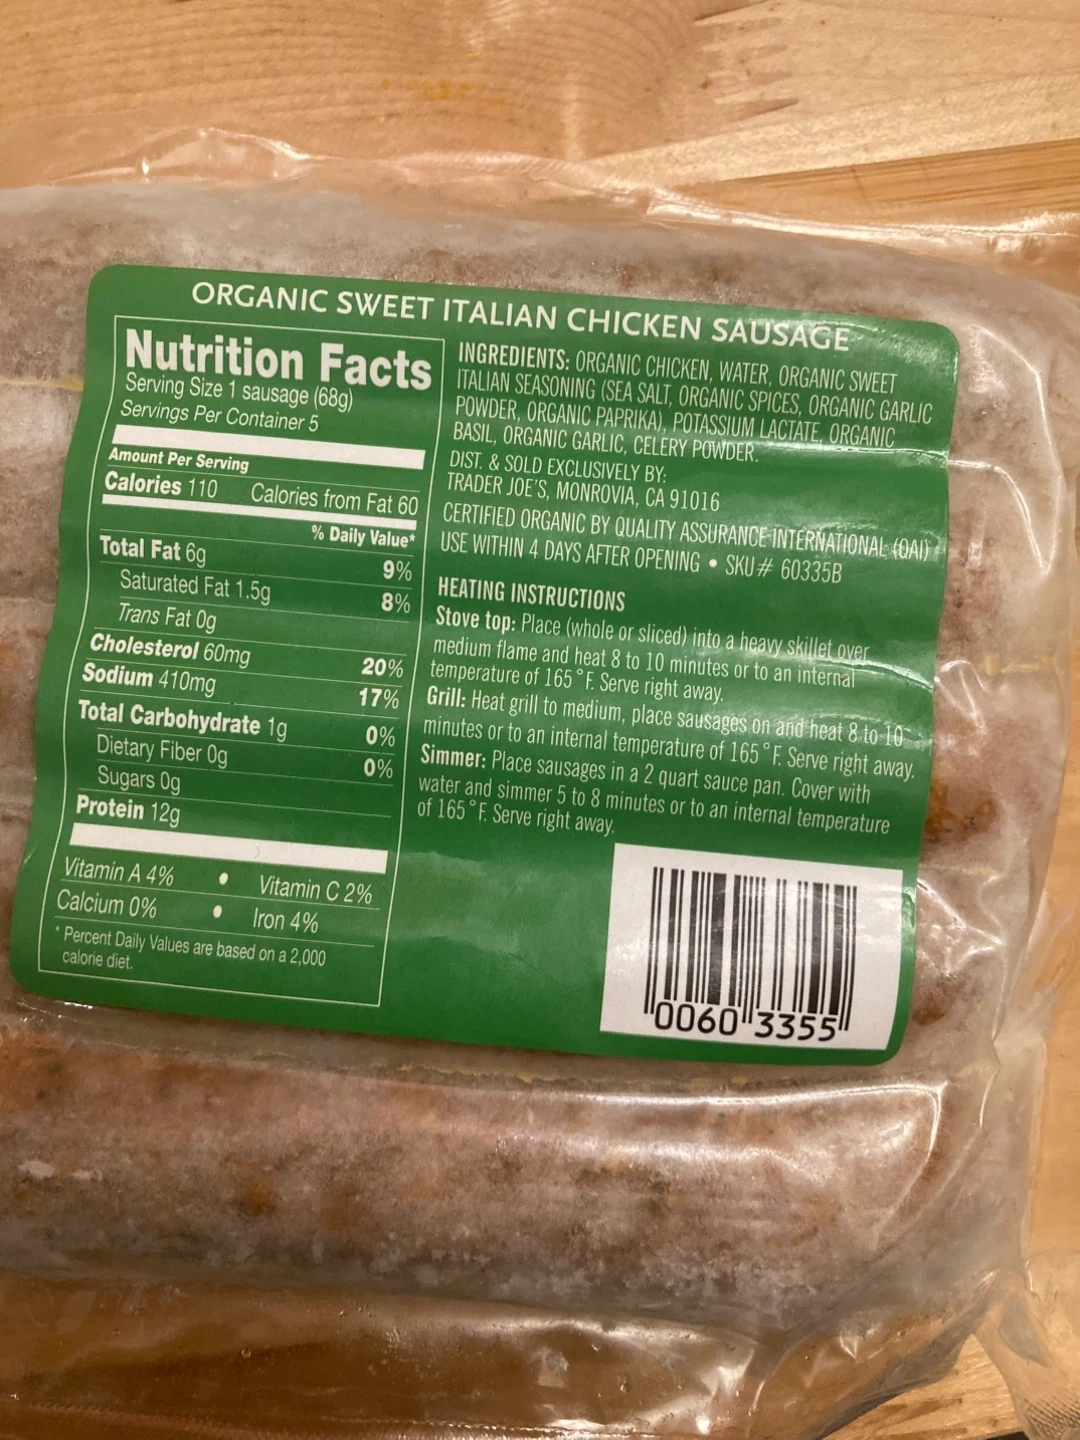 ORGANIC SWEET ITALIAN CHICKEN SAUSAGE
Nutrition Facts
Serving Size 1 sausage (68g)
Servings Per Container 5
Amount Per Serving
Calories 110 Calories from Fat 60
% Daily Value*
Total Fat 6g 9%
Saturated Fat 1.5g 8%
Trans Fat 0g
Cholesterol 60mg 20%
Sodium 410mg 17%
Total Carbohydrate 1g 0%
Dietary Fiber 0g 0%
Sugars 0g
Protein 12g
Vitamin A 4% • Vitamin C 2%
Calcium 0% • Iron 4%
* Percent Daily Values are based on a 2,000
calorie diet.
INGREDIENTS: ORGANIC CHICKEN, WATER, ORGANIC SWEET
ITALIAN SEASONING (SEA SALT, ORGANIC SPICES, ORGANIC GARLIC
POWDER, ORGANIC PAPRIKA), POTASSIUM LACTATE, ORGANIC
BASIL, ORGANIC GARLIC, CELERY POWDER.
DIST. & SOLD EXCLUSIVELY BY:
TRADER JOE'S, MONROVIA, CA 91016
CERTIFIED ORGANIC BY QUALITY ASSURANCE INTERNATIONAL (QAI)
USE WITHIN 4 DAYS AFTER OPENING • SKU# 60335B
HEATING INSTRUCTIONS
Stove top: Place (whole or sliced) into a heavy skillet over
medium flame and heat 8 to 10 minutes or to an internal
temperature of 165°F. Serve right away.
Grill: Heat grill to medium, place sausages on and heat 8 to 10
minutes or to an internal temperature of 165°F. Serve right away.
Simmer: Place sausages in a 2 quart sauce pan. Cover with
water and simmer 5 to 8 minutes or to an internal temperature
of 165°F. Serve right away.
0060 3355